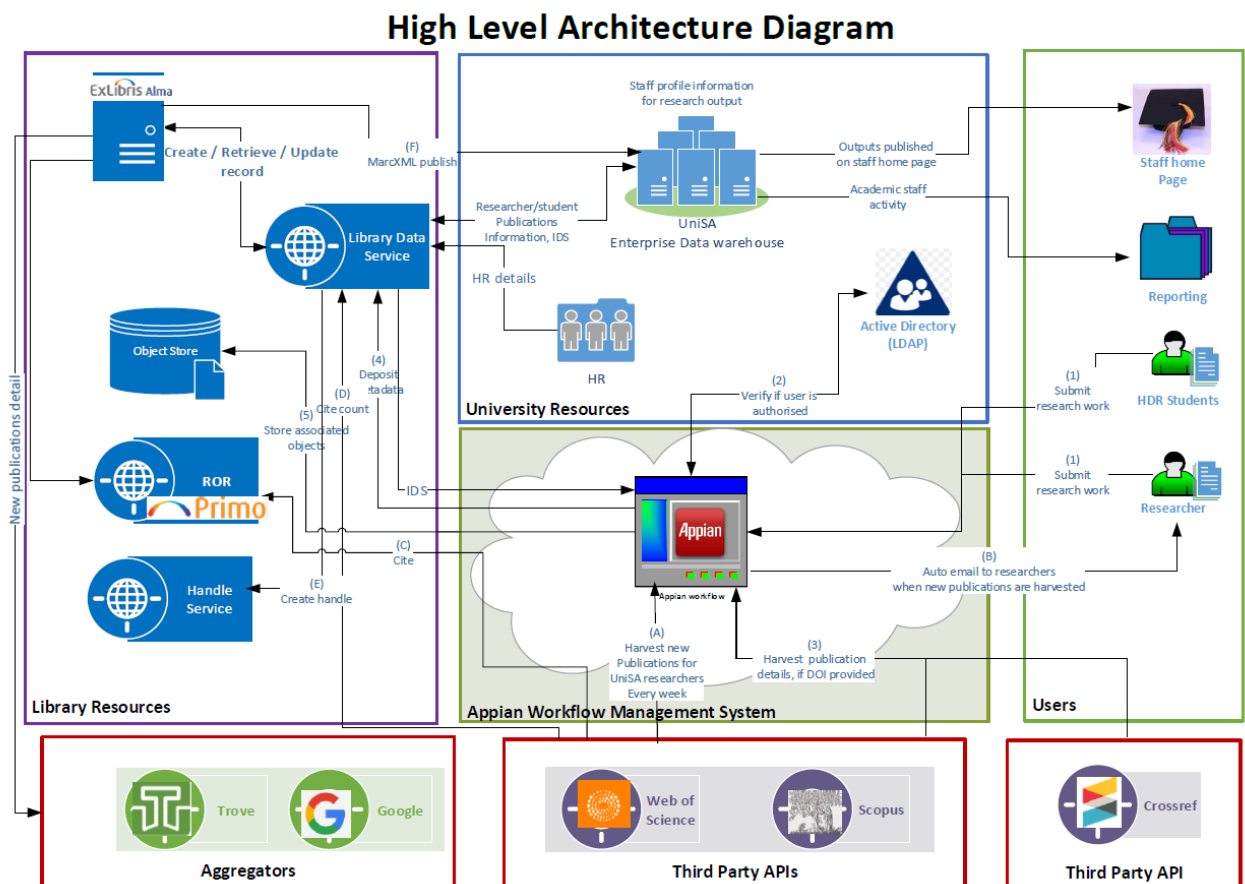 High Level Architecture Diagram
ExLibris Alma
Create / Retrieve / Update
record
(F)
MarcXML publish
Library Data
Service
Object Store
(4)
Deposit
(D)
Cite count
(5)
Store associated
objects
ROR
Primo
IDS
(C)
Cite
Handle
Service
(E)
Create handle
New publications detail
Library Resources
Staff profile information
for research output
UniSA
Enterprise Data warehouse
Researcher/student
Publications
Information, IDS
HR details
HR
Outputs published
on staff home page
Academic staff
activity
Active Directory
(LDAP)
(2)
Verify if user is
authorised
University Resources
Appian
Appian workflow
(A)
Harvest new
Publications for
UniSA researchers
Every week
(3)
Harvest publication
details, if DOI provided
(B)
Auto email to researchers
when new publications are harvested
Appian Workflow Management System
Staff home
Page
Reporting
(1)
Submit
research work
HDR Students
(1)
Submit
research work
Researcher
Users
Trove
Google
Aggregators
Web of
Science
Scopus
Third Party APIs
Crossref
Third Party API